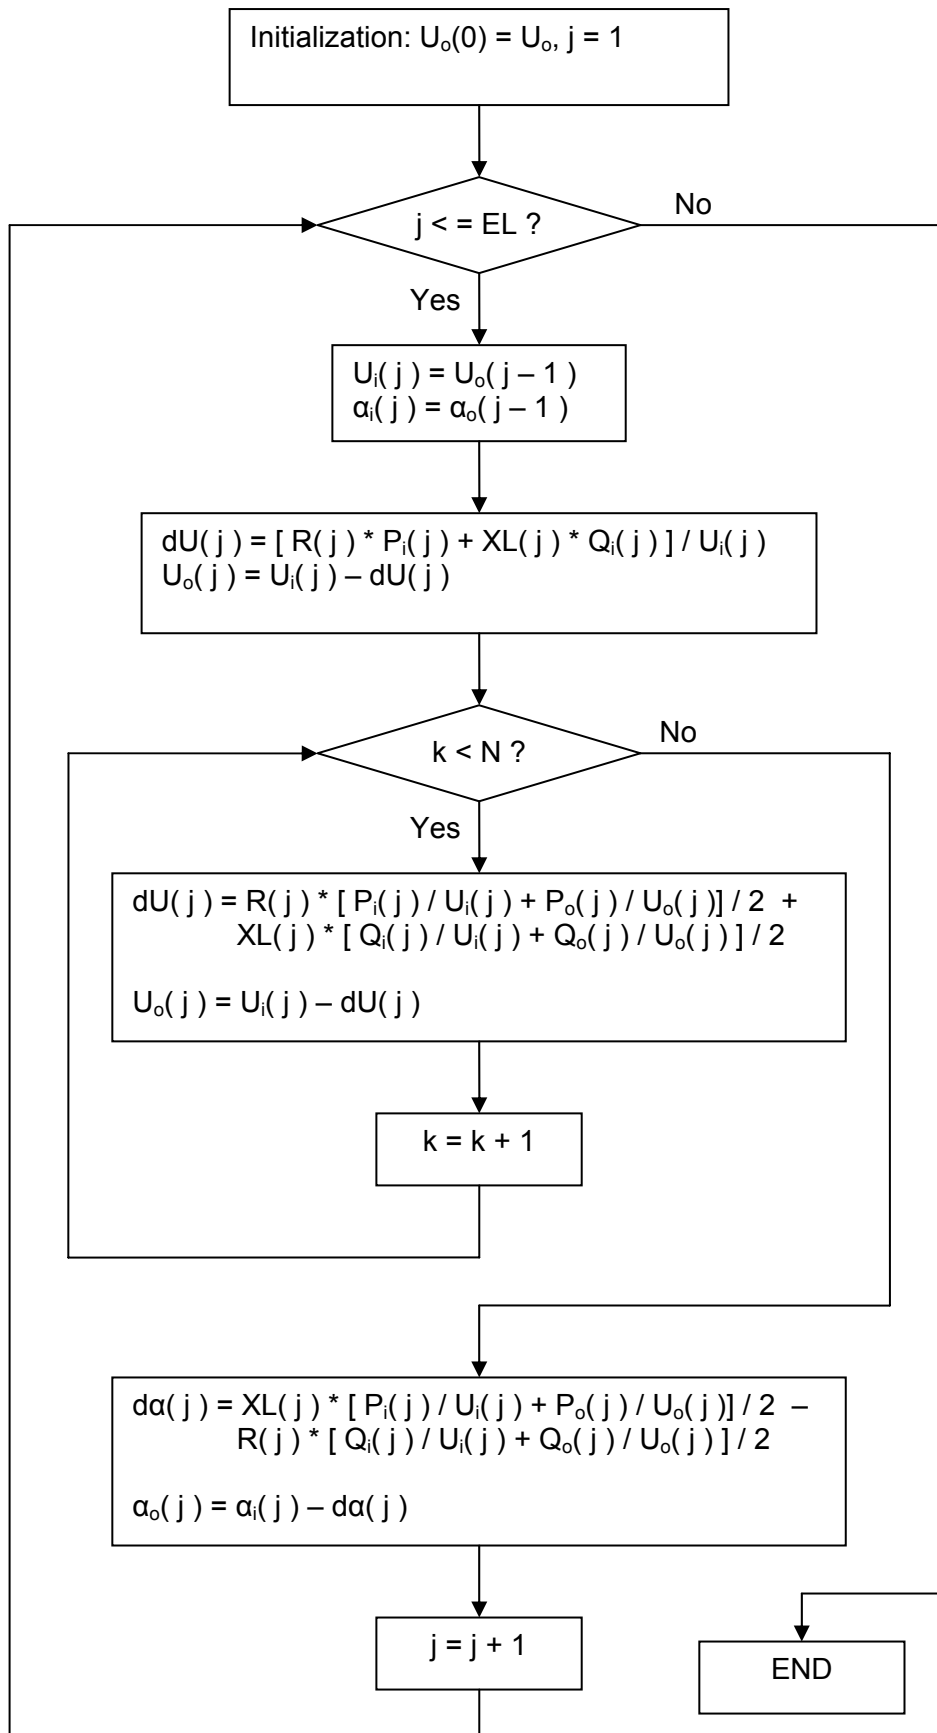 Initialization: Uₒ(0) = Uₒ, j = 1
j < = EL ?
No
Yes
Uᵢ( j ) = Uₒ( j – 1 )
αᵢ( j ) = αₒ( j – 1 )
dU( j ) = [ R( j ) * Pᵢ( j ) + XL( j ) * Qᵢ( j ) ] / Uᵢ( j )
Uₒ( j ) = Uᵢ( j ) – dU( j )
k < N ?
No
Yes
dU( j ) = R( j ) * [ Pᵢ( j ) / Uᵢ( j ) + Pₒ( j ) / Uₒ( j )] / 2 +
XL( j ) * [ Qᵢ( j ) / Uᵢ( j ) + Qₒ( j ) / Uₒ( j ) ] / 2
Uₒ( j ) = Uᵢ( j ) – dU( j )
k = k + 1
dα( j ) = XL( j ) * [ Pᵢ( j ) / Uᵢ( j ) + Pₒ( j ) / Uₒ( j )] / 2 –
R( j ) * [ Qᵢ( j ) / Uᵢ( j ) + Qₒ( j ) / Uₒ( j ) ] / 2
αₒ( j ) = αᵢ( j ) – dα( j )
j = j + 1
END